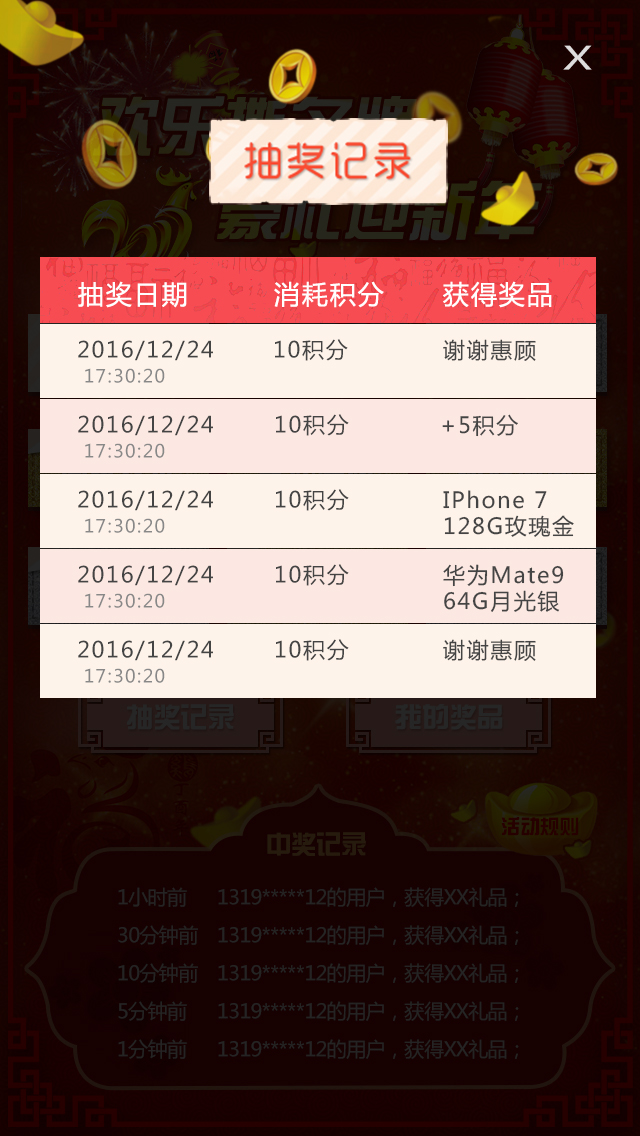 欢乐撕名牌
豪礼迎新年
抽奖记录
抽奖日期 消耗积分 获得奖品
2016/12/24 10积分 谢谢惠顾
17:30:20
2016/12/24 10积分 +5积分
17:30:20
2016/12/24 10积分 IPhone 7
17:30:20 128G玫瑰金
2016/12/24 10积分 华为Mate9
17:30:20 64G月光银
2016/12/24 10积分 谢谢惠顾
17:30:20
抽奖记录 我的奖品
活动规则
中奖记录
1小时前 1319*****12的用户，获得XX礼品；
30分钟前 1319*****12的用户，获得XX礼品；
10分钟前 1319*****12的用户，获得XX礼品；
5分钟前 1319*****12的用户，获得XX礼品；
1分钟前 1319*****12的用户，获得XX礼品；